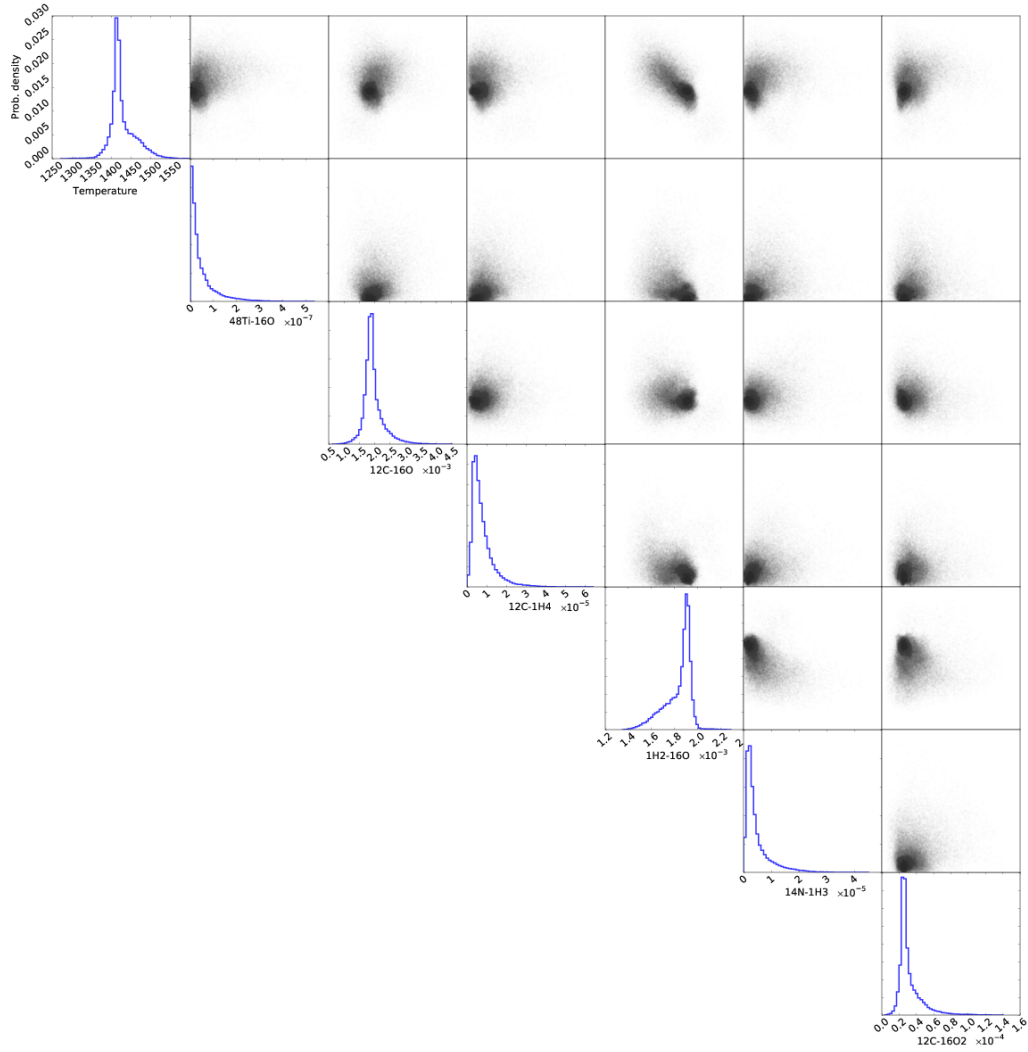 0.030
0.025
0.020
0.015
0.010
0.005
0.000
Prob. density
1250 1300 1350 1400 1450 1500 1550
Temperature
0 1 2 3 4 5
48Ti-16O ×10⁻⁷
0.5 1.0 1.5 2.0 2.5 3.0 3.5 4.0 4.5
12C-16O ×10⁻³
0 1 2 3 4 5 6
12C-1H4 ×10⁻⁵
1.2 1.4 1.6 1.8 2.0 2.2 2
1H2-16O ×10⁻³
0 1 2 3 4
14N-1H3 ×10⁻⁵
0.0 0.2 0.4 0.6 0.8 1.0 1.2 1.4 1.6
12C-16O2 ×10⁻⁴